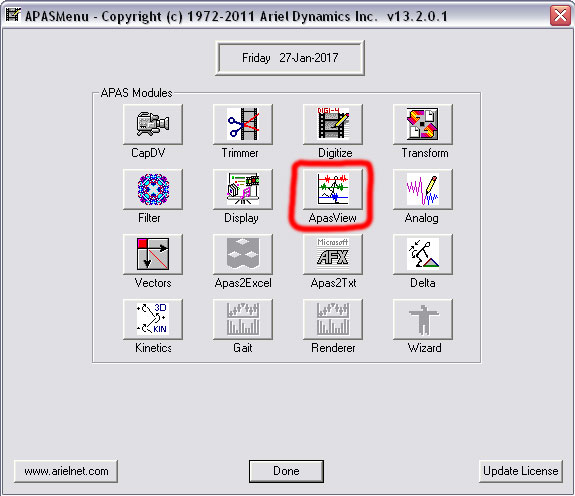 APASMenu - Copyright (c) 1972-2011 Ariel Dynamics Inc. v13.2.0.1
Friday 27-Jan-2017
APAS Modules
DIGI-4
CapDV Trimmer Digitize Transform
Filter Display ApasView Analog
Microsoft
AFX
Vectors Apas2Excel Apas2Txt Delta
3D
KIN
Kinetics Gait Renderer Wizard
www.arielnet.com Done Update License